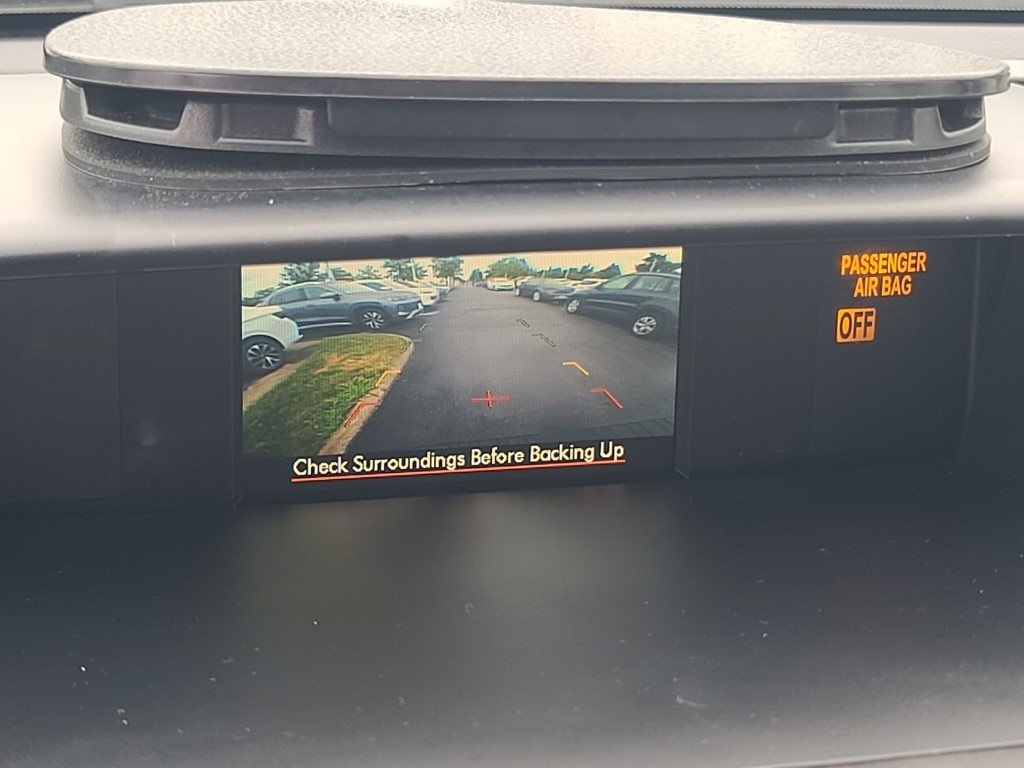 PASSENGER
AIR BAG
OFF
Check Surroundings Before Backing Up